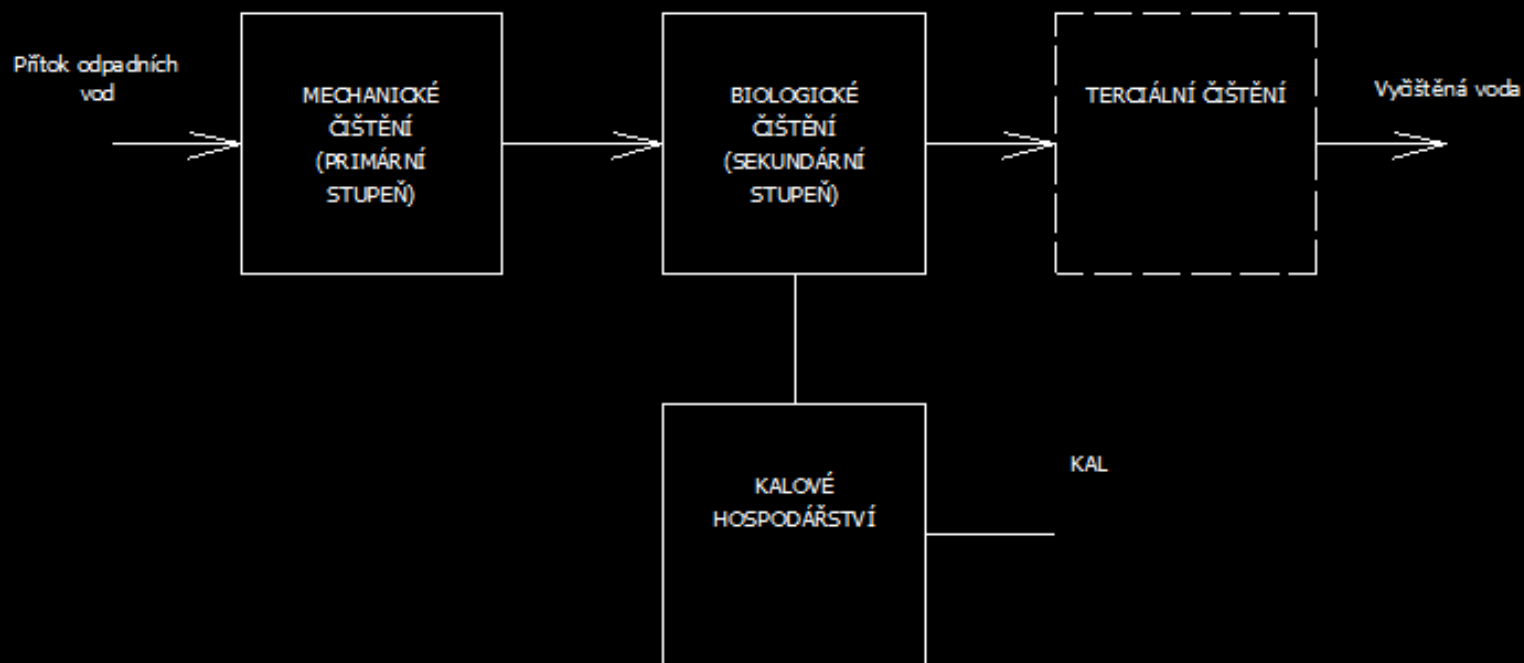 Přítok odpadních
vod
MECHANICKÉ
ČIŠTĚNÍ
(PRIMÁRNÍ
STUPEŇ)
BIOLOGICKÉ
ČIŠTĚNÍ
(SEKUNDÁRNÍ
STUPEŇ)
TERCIÁLNÍ ČIŠTĚNÍ
Vyčištěná voda
KALOVÉ
HOSPODÁŘSTVÍ
KAL